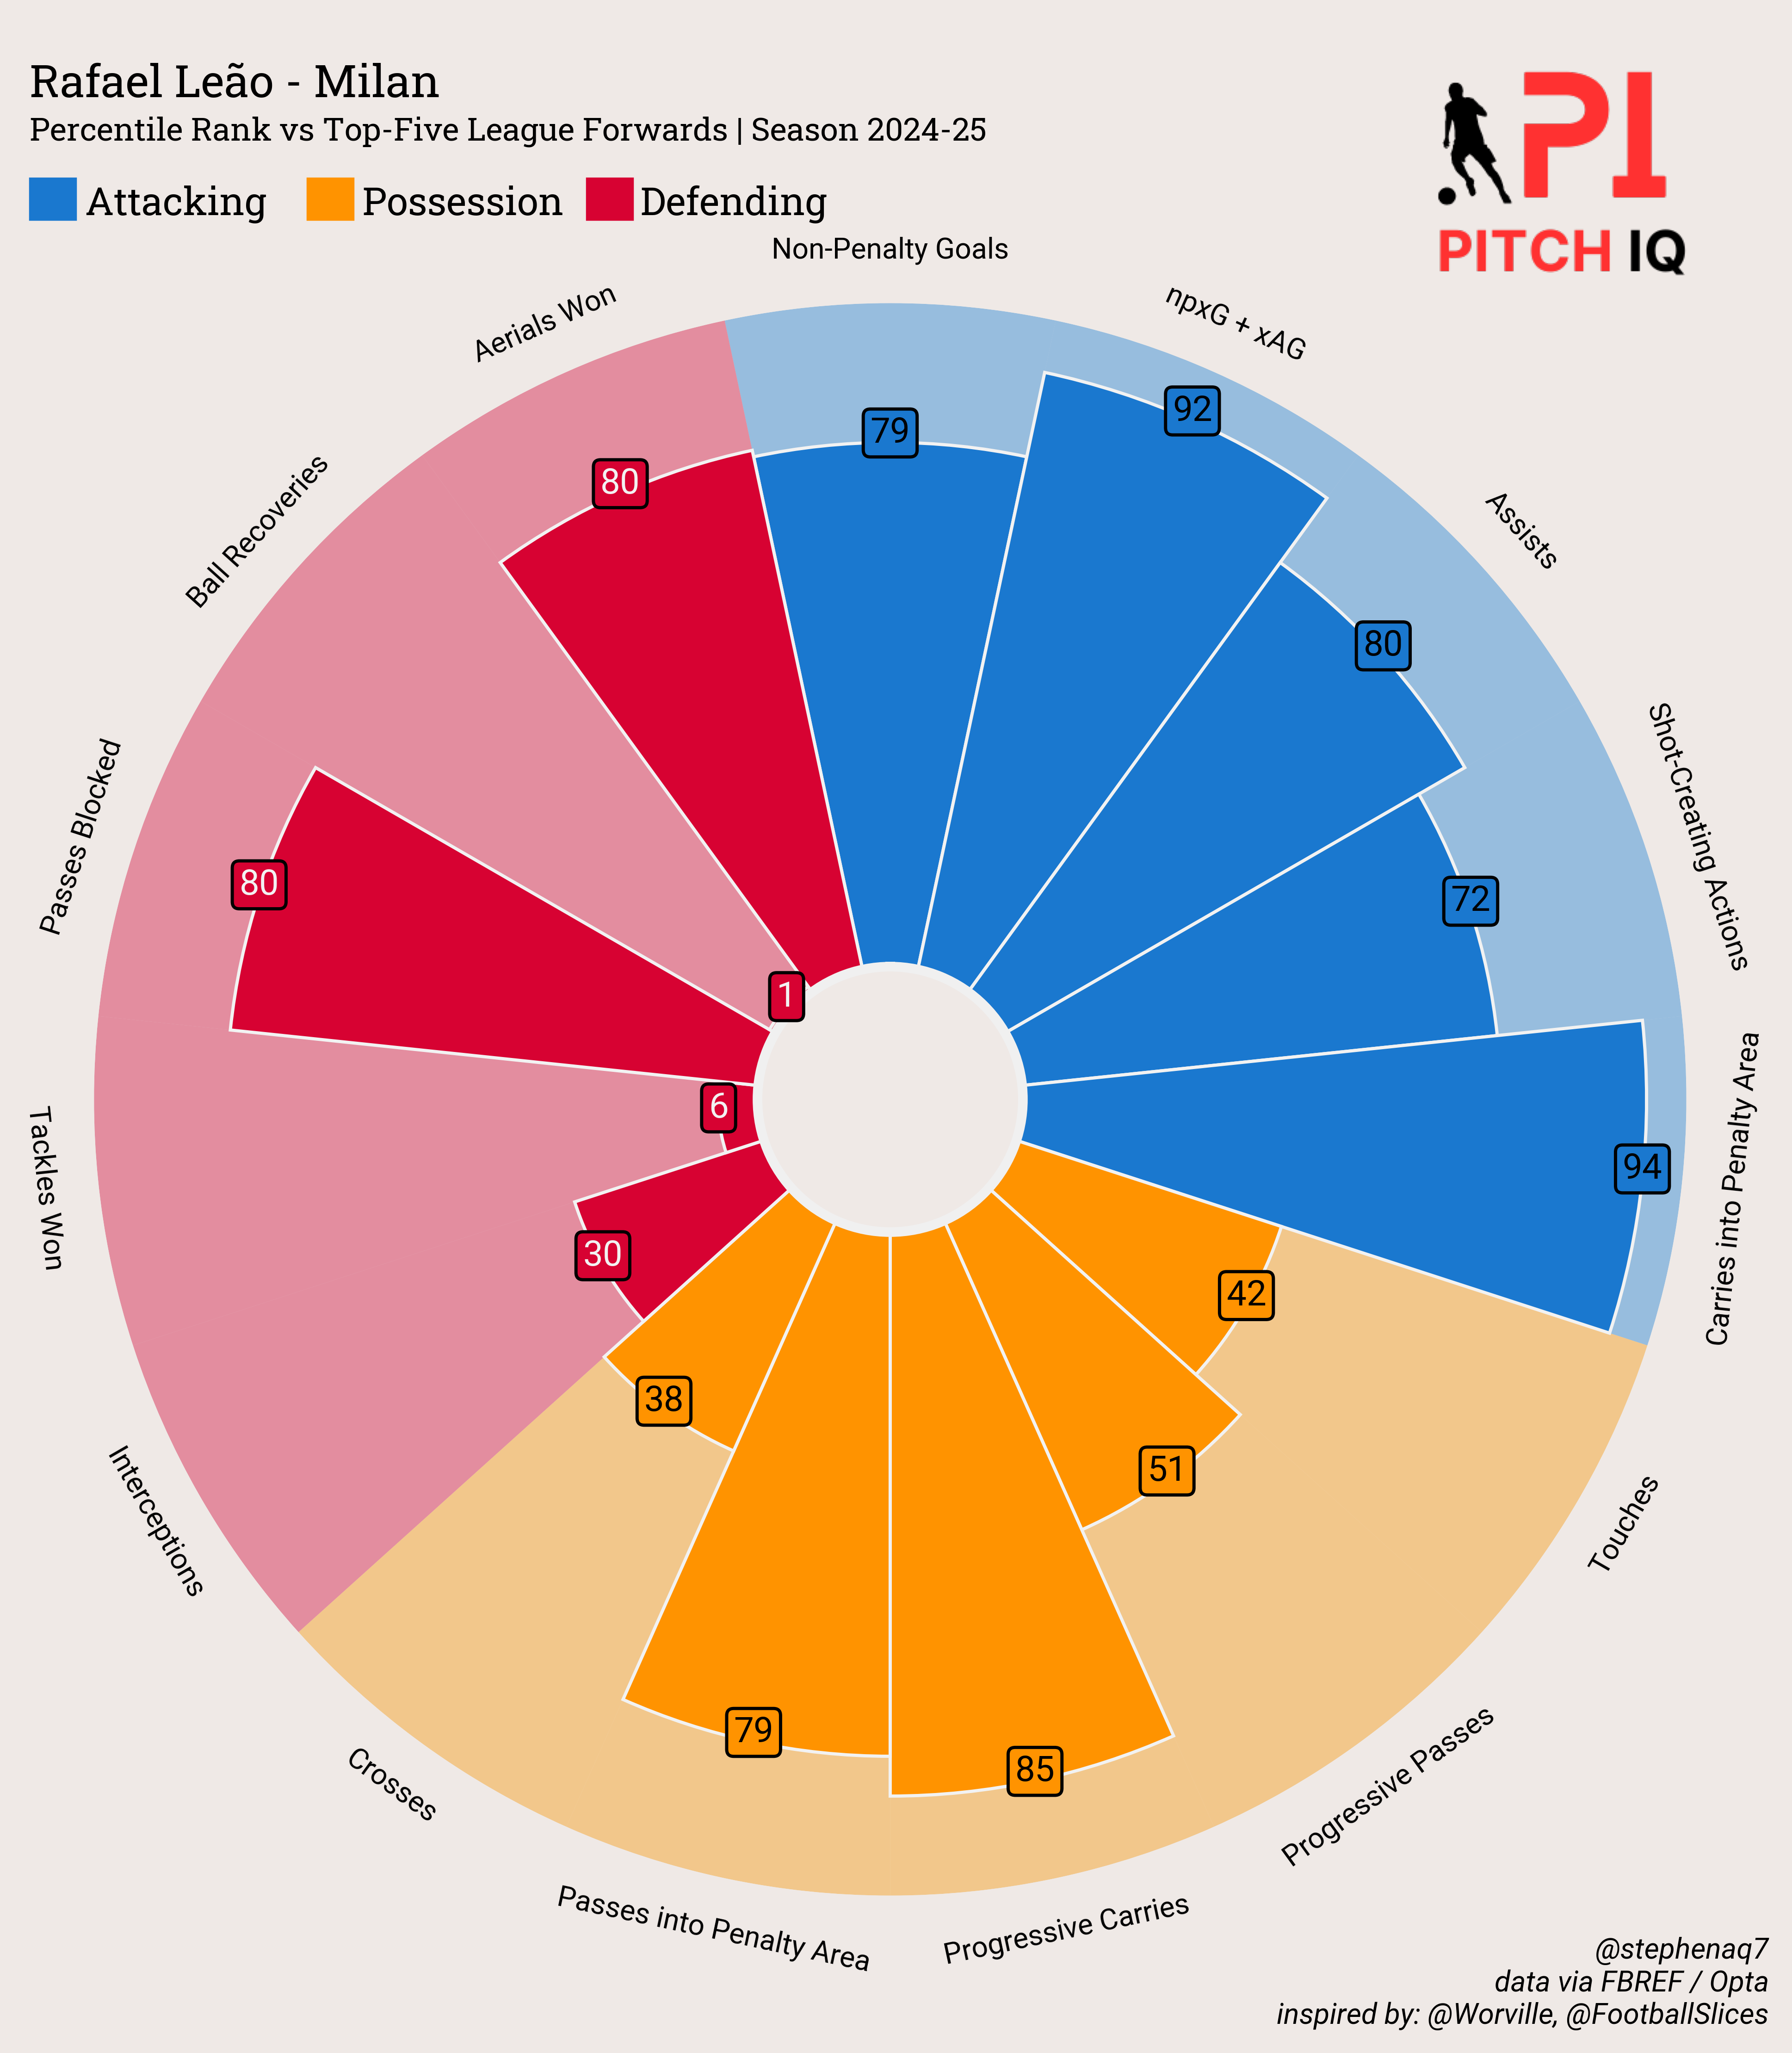 Rafael Leão - Milan
Percentile Rank vs Top-Five League Forwards | Season 2024-25
Attacking
Possession
Defending
PI
PITCH IQ
Non-Penalty Goals
79
npxG + xAG
92
Assists
80
Shot-Creating Actions
72
Carries into Penalty Area
94
Touches
42
Progressive Passes
51
Progressive Carries
85
Passes into Penalty Area
79
Crosses
38
Interceptions
30
Tackles Won
6
Passes Blocked
80
Ball Recoveries
1
Aerials Won
80
@stephenaq7
data via FBREF / Opta
inspired by: @Worville, @FootballSlices